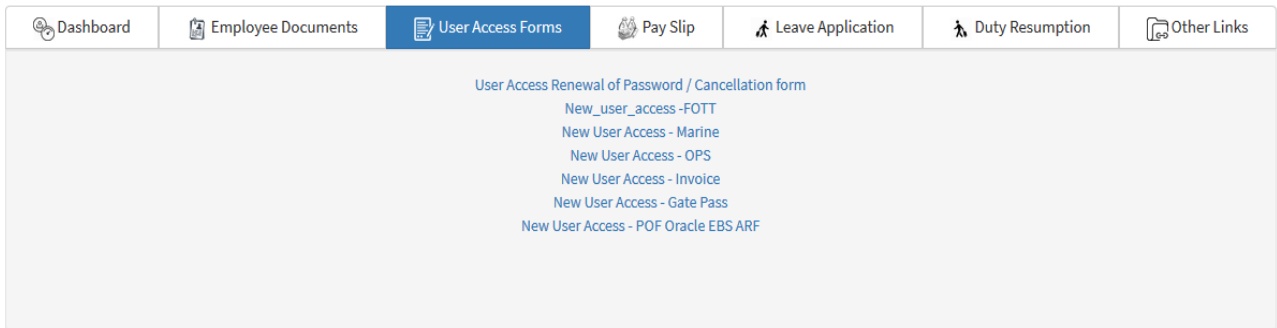 Dashboard Employee Documents User Access Forms Pay Slip Leave Application Duty Resumption Other Links
User Access Renewal of Password / Cancellation form
New_user_access -FOTT
New User Access - Marine
New User Access - OPS
New User Access - Invoice
New User Access - Gate Pass
New User Access - POF Oracle EBS ARF